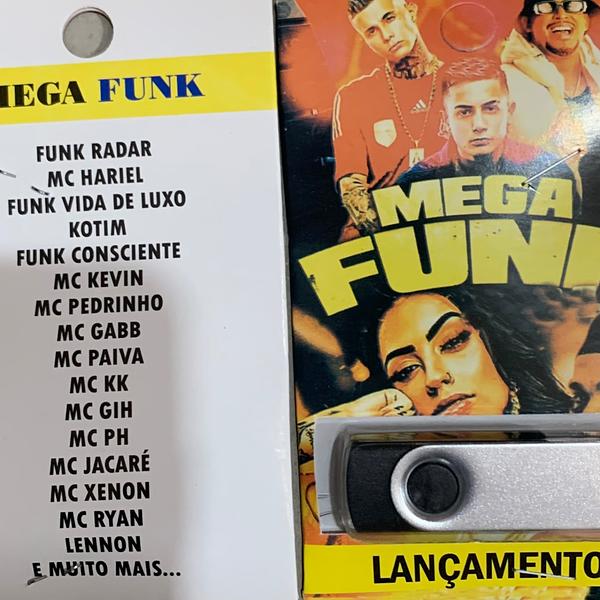 MEGA FUNK
FUNK RADAR
MC HARIEL
FUNK VIDA DE LUXO
KOTIM
FUNK CONSCIENTE
MC KEVIN
MC PEDRINHO
MC GABB
MC PAIVA
MC KK
MC GIH
MC PH
MC JACARÉ
MC XENON
MC RYAN
LENNON
E MUITO MAIS...
MEGA
FUNK
LANÇAMENTO